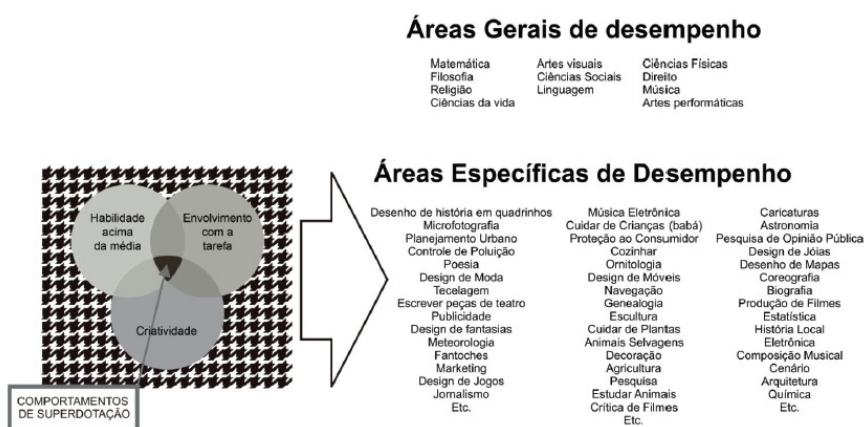 Áreas Gerais de desempenho
Matemática
Filosofia
Religião
Ciências da vida
Artes visuais
Ciências Sociais
Linguagem
Ciências Físicas
Direito
Música
Artes performáticas
Habilidade
acima
da média
Envolvimento
com a
tarefa
Criatividade
COMPORTAMENTOS
DE SUPERDOTAÇÃO
Áreas Específicas de Desempenho
Desenho de história em quadrinhos
Microfotografia
Planejamento Urbano
Controle de Poluição
Poesia
Design de Moda
Tecelagem
Escrever peças de teatro
Publicidade
Design de fantasias
Meteorologia
Fantoches
Marketing
Design de Jogos
Jornalismo
Etc.
Música Eletrônica
Cuidar de Crianças (babá)
Proteção ao Consumidor
Cozinhar
Ornitologia
Design de Móveis
Navegação
Genealogia
Escultura
Cuidar de Plantas
Animais Selvagens
Decoração
Agricultura
Pesquisa
Estudar Animais
Crítica de Filmes
Etc.
Caricaturas
Astronomia
Pesquisa de Opinião Pública
Design de Jóias
Desenho de Mapas
Coreografia
Biografia
Produção de Filmes
Estatística
História Local
Eletrônica
Composição Musical
Cenário
Arquitetura
Química
Etc.